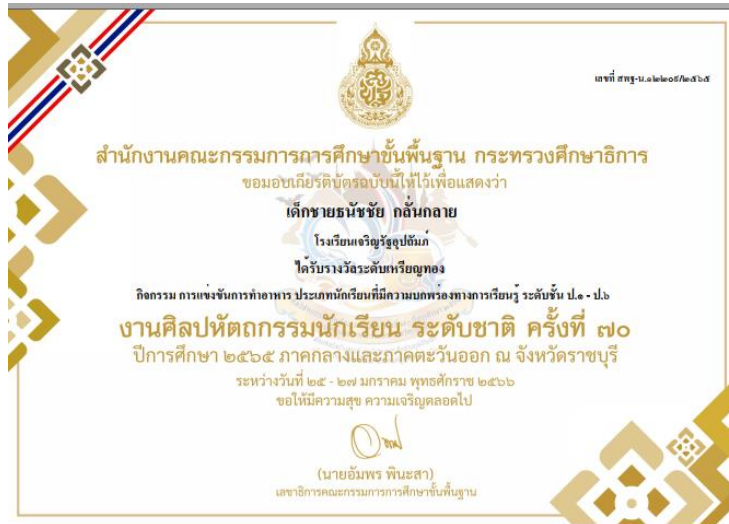 เลขที่ สพฐ-น.๑๒๒๐๙/๒๕๖๕
สำนักงานคณะกรรมการการศึกษาขั้นพื้นฐาน กระทรวงศึกษาธิการ
ขอมอบเกียรติบัตรฉบับนี้ให้ไว้เพื่อแสดงว่า
เด็กชายธนัชชัย กลั่นกลาย
โรงเรียนเจริญรัฐอุปถัมภ์
ได้รับรางวัลระดับเหรียญทอง
กิจกรรม การแข่งขันการทำอาหาร ประเภทนักเรียนที่มีความบกพร่องทางการเรียนรู้ ระดับชั้น ป.๑ - ป.๖
งานศิลปหัตถกรรมนักเรียน ระดับชาติ ครั้งที่ ๗๐
ปีการศึกษา ๒๕๖๕ ภาคกลางและภาคตะวันออก ณ จังหวัดราชบุรี
ระหว่างวันที่ ๒๕ - ๒๗ มกราคม พุทธศักราช ๒๕๖๖
ขอให้มีความสุข ความเจริญตลอดไป
(นายอัมพร พินะสา)
เลขาธิการคณะกรรมการการศึกษาขั้นพื้นฐาน